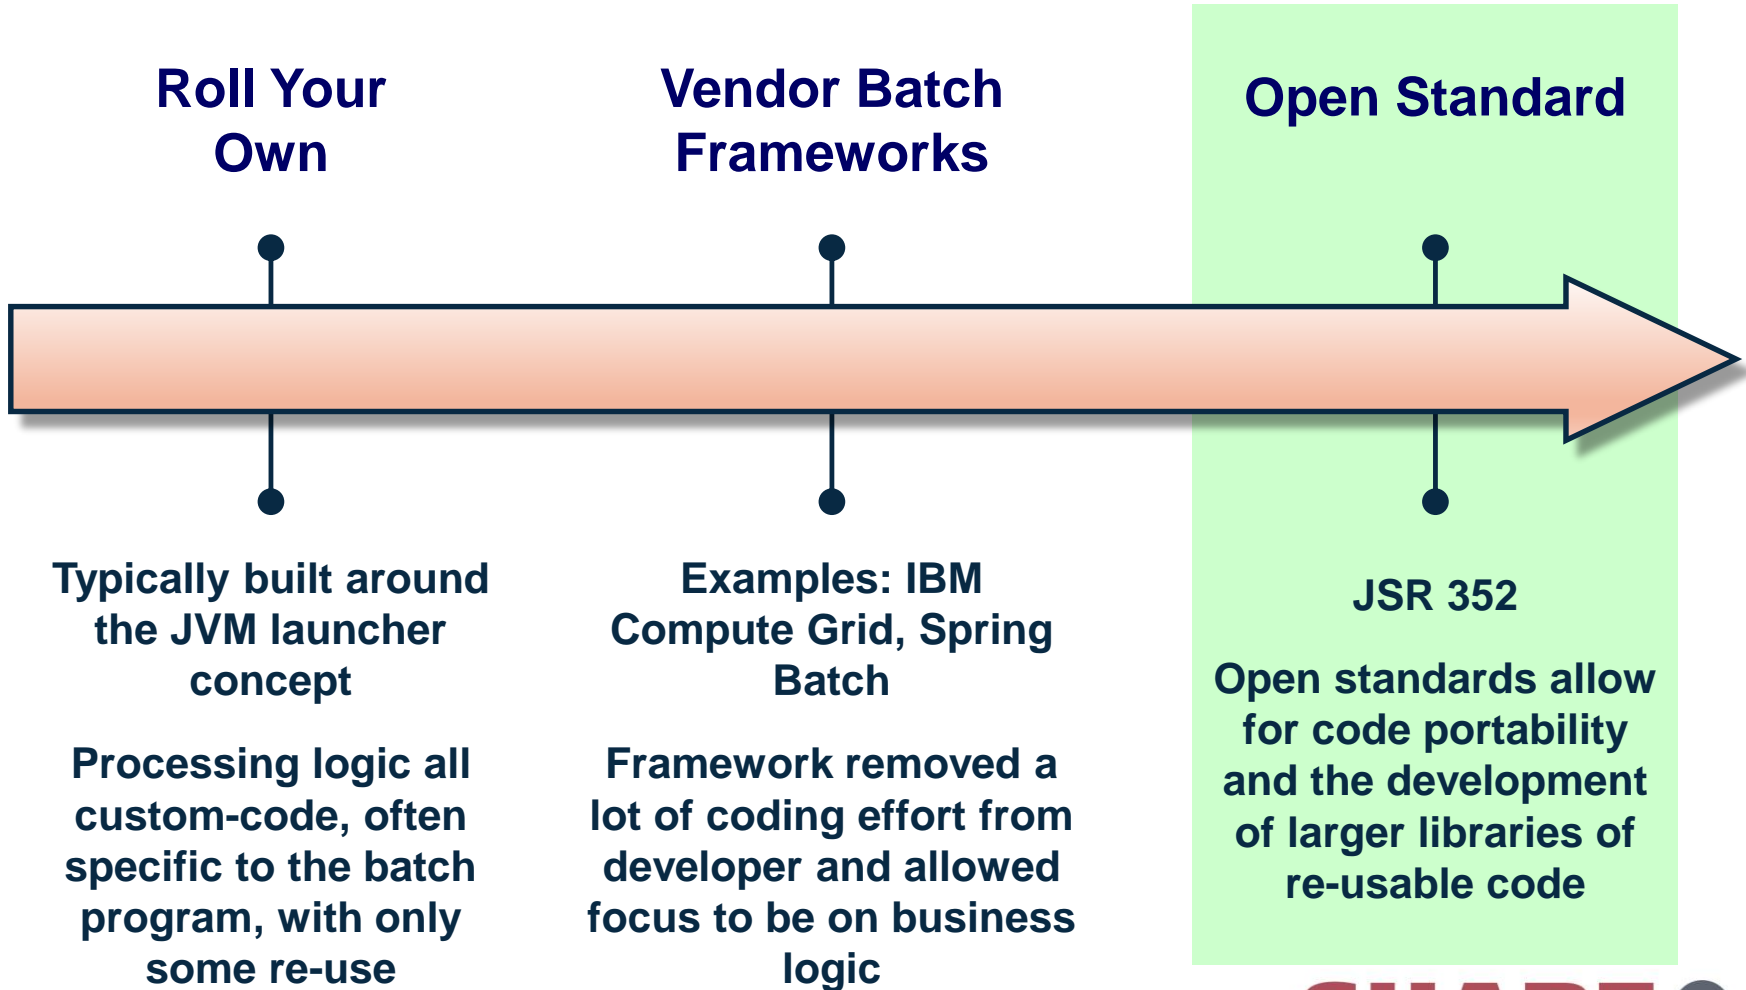 Roll Your
Own
Vendor Batch
Frameworks
Open Standard
Typically built around
the JVM launcher
concept
Processing logic all
custom-code, often
specific to the batch
program, with only
some re-use
Examples: IBM
Compute Grid, Spring
Batch
Framework removed a
lot of coding effort from
developer and allowed
focus to be on business
logic
JSR 352
Open standards allow
for code portability
and the development
of larger libraries of
re-usable code